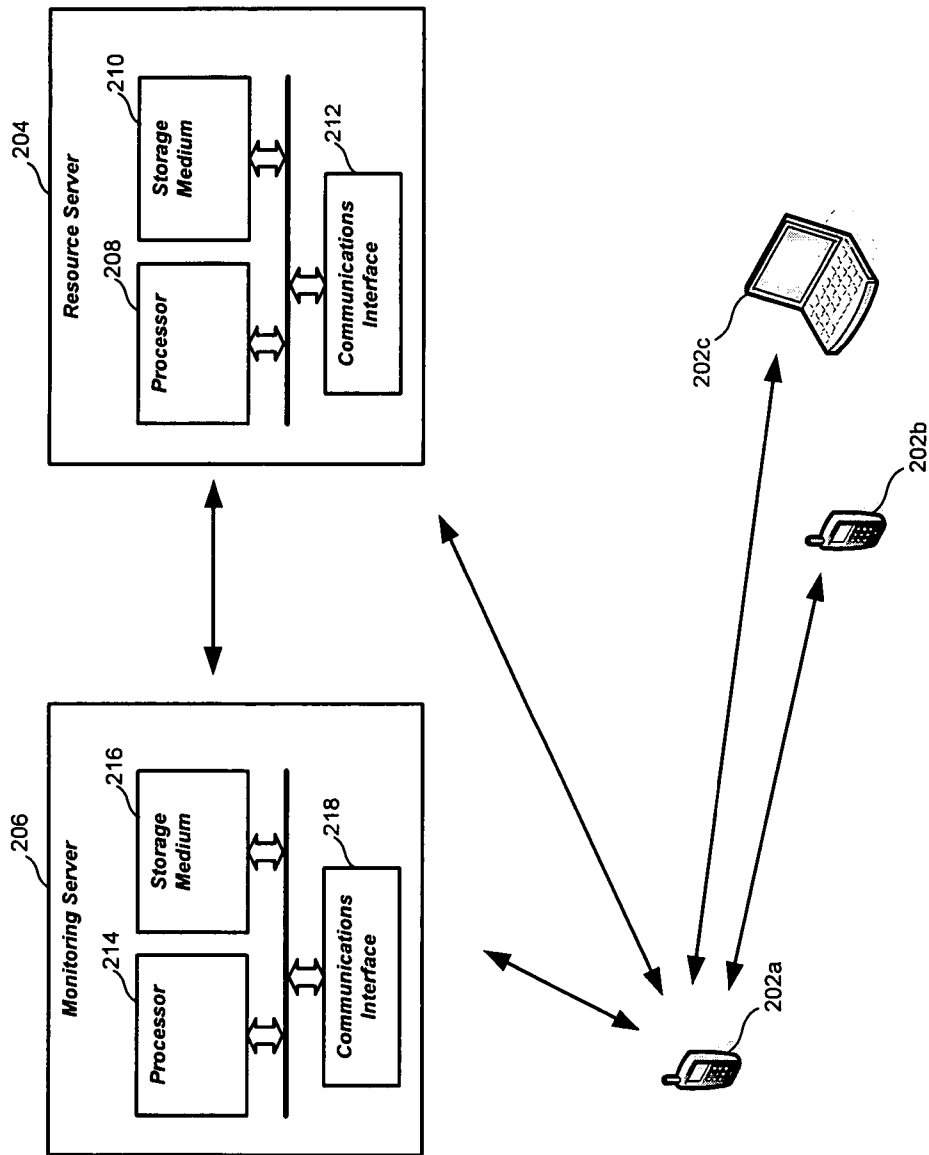 206
Monitoring Server
214
Processor
216
Storage
Medium
218
Communications
Interface
204
Resource Server
208
Processor
210
Storage
Medium
212
Communications
Interface
202a
202b
202c